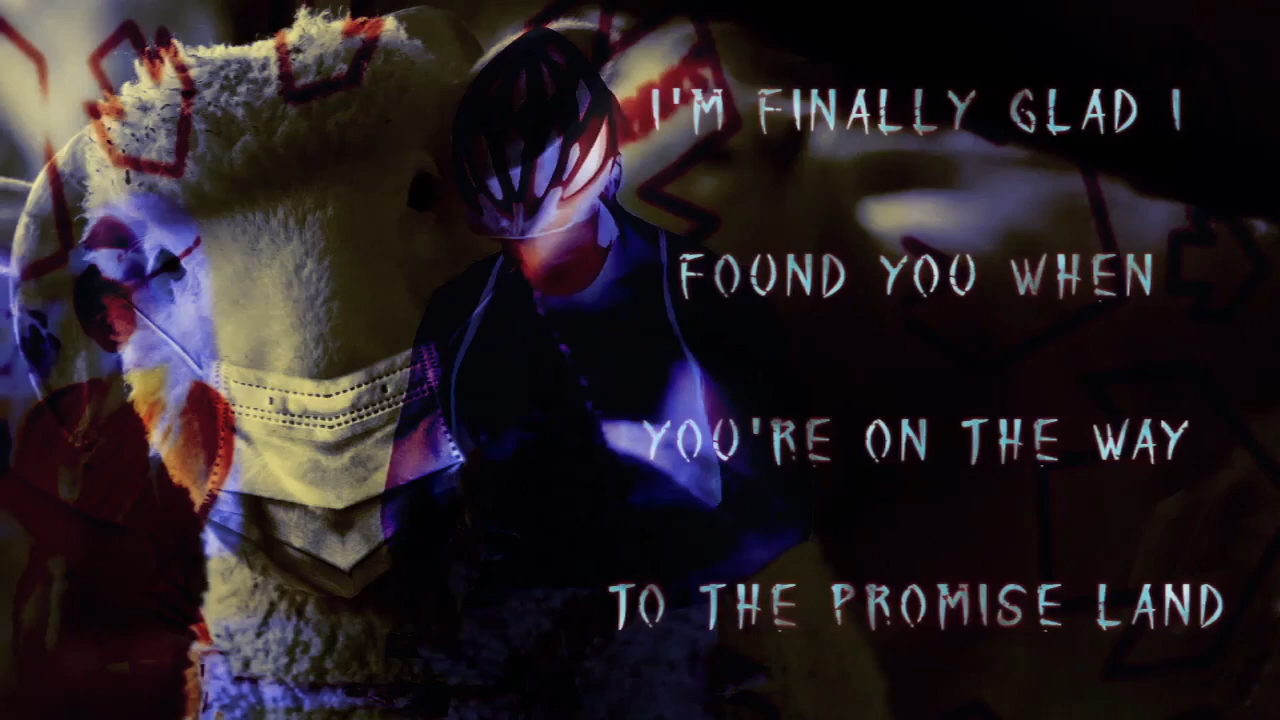 I'M FINALLY GLAD I
FOUND YOU WHEN
YOU'RE ON THE WAY
TO THE PROMISE LAND